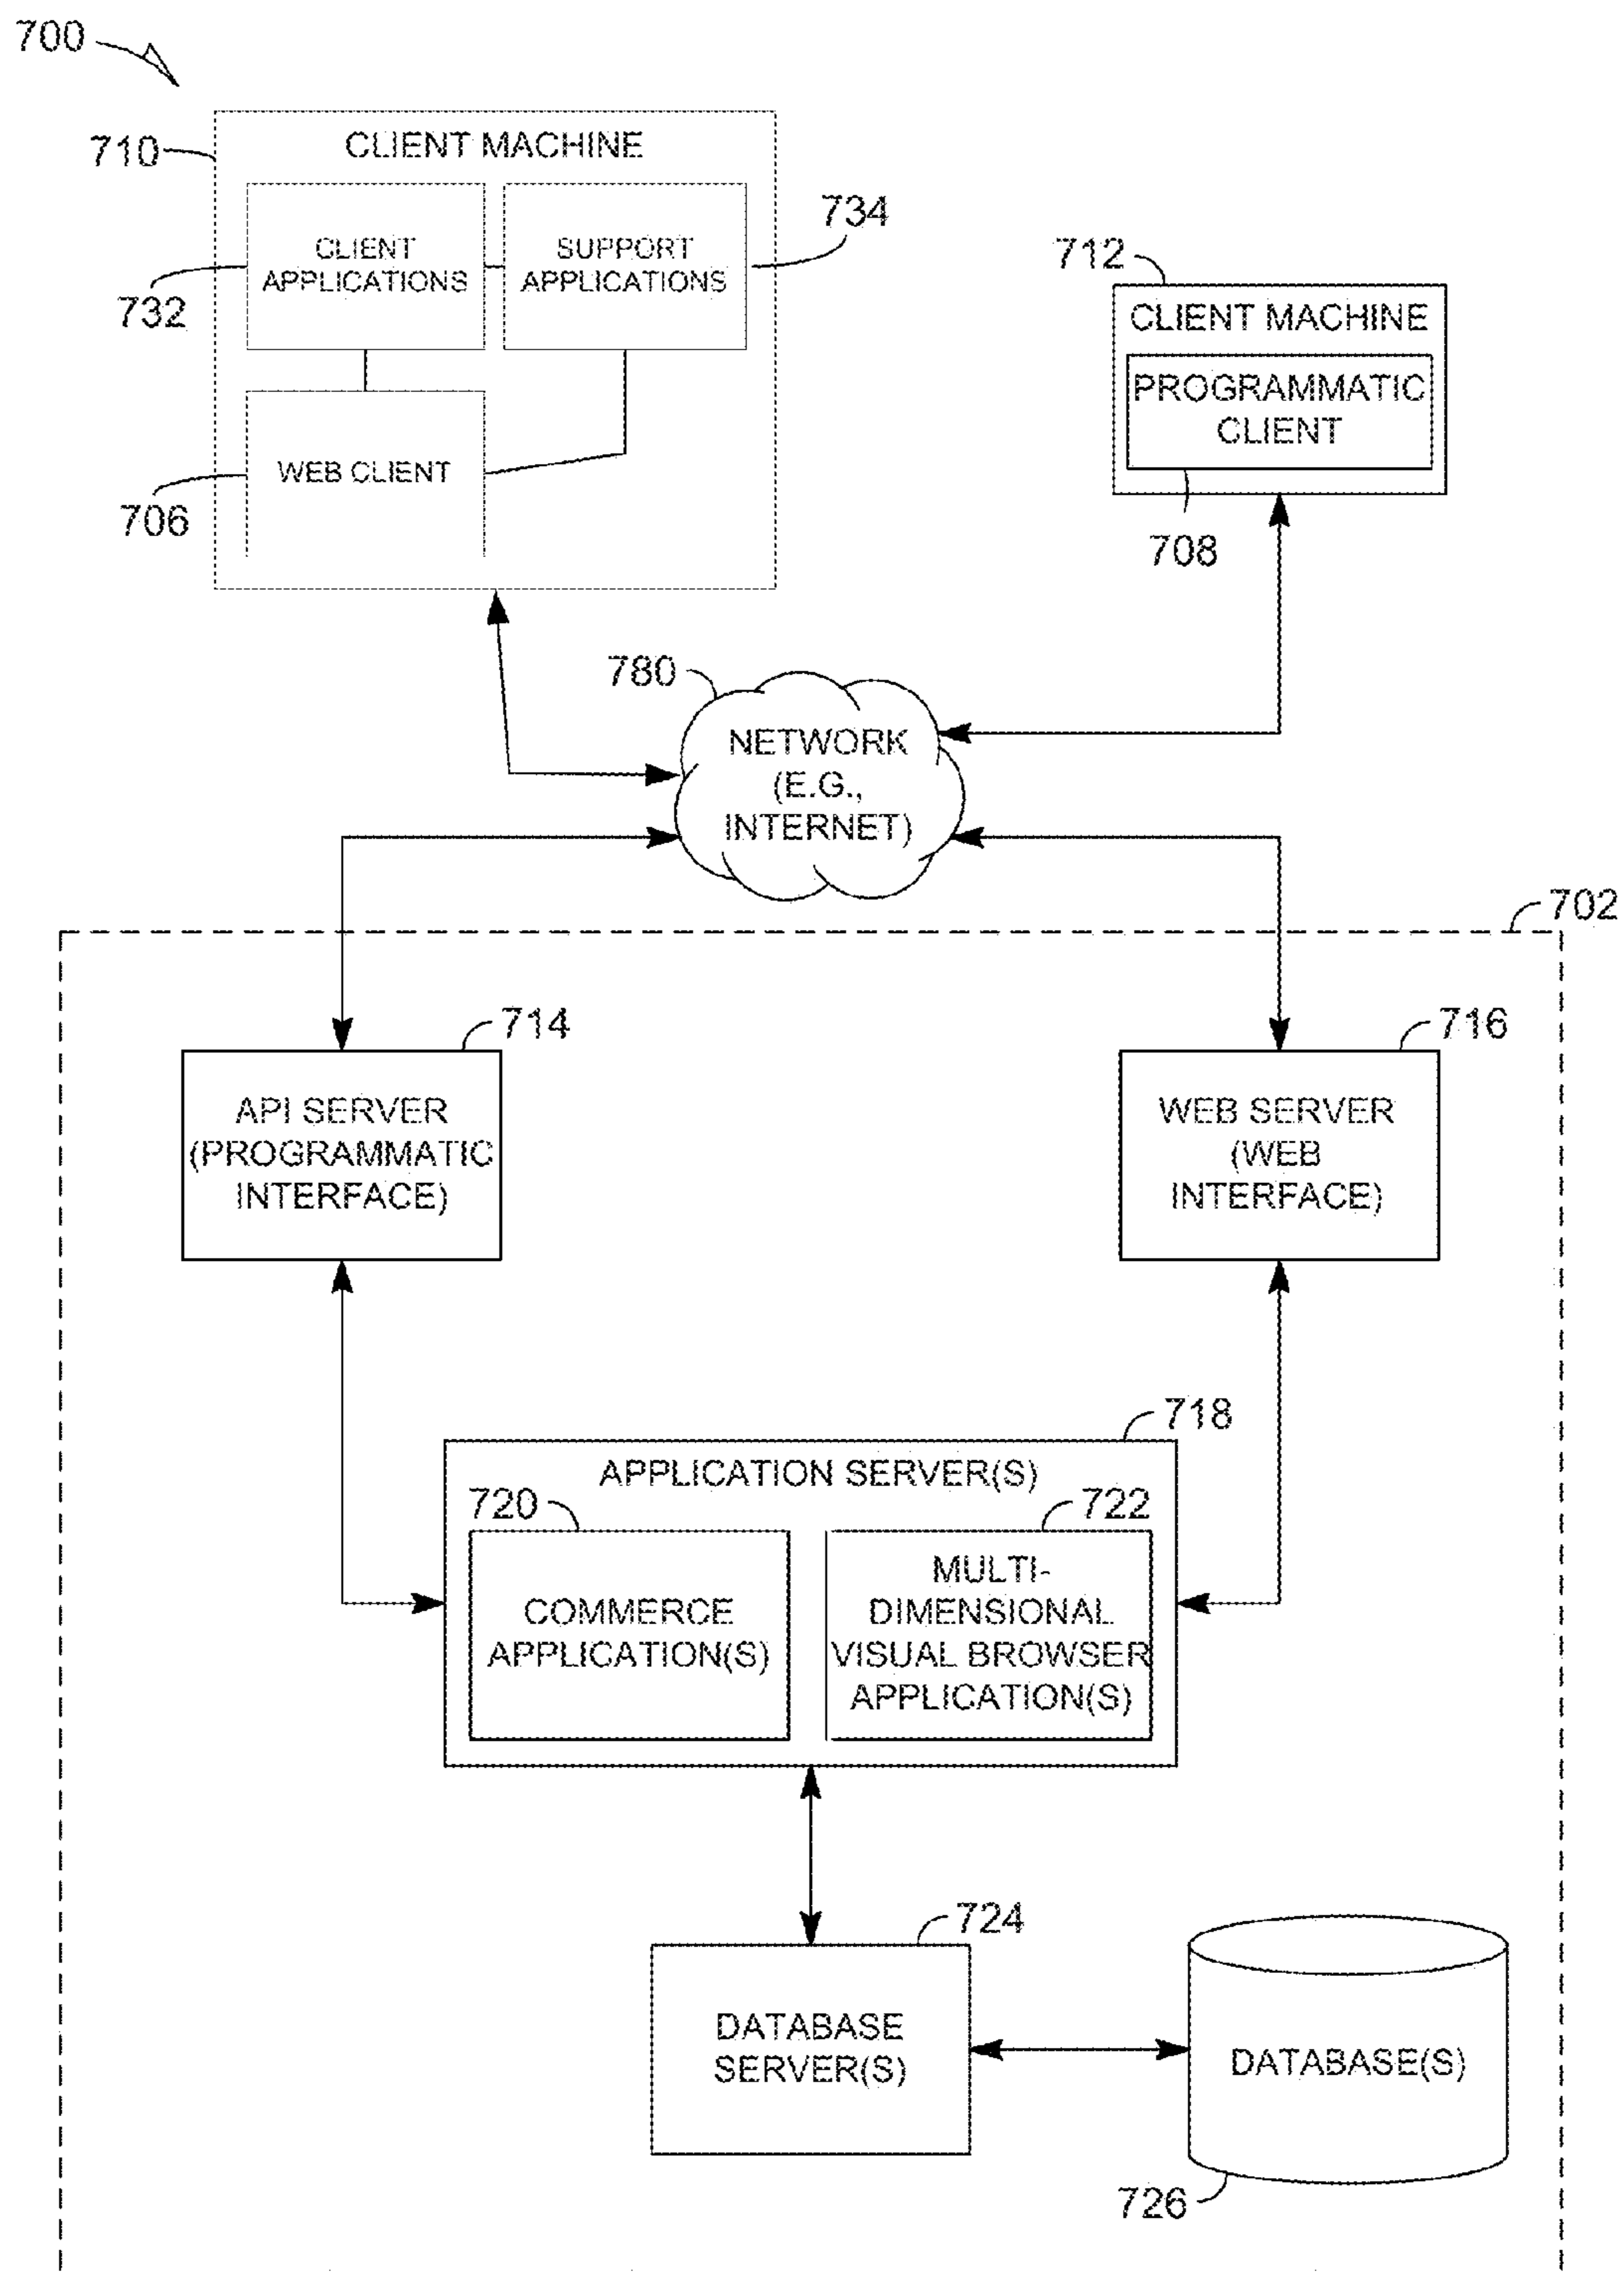 700
710
CLIENT MACHINE
CLIENT
APPLICATIONS
732
SUPPORT
APPLICATIONS
734
WEB CLIENT
706
712
CLIENT MACHINE
PROGRAMMATIC
CLIENT
708
780
NETWORK
(E.G.,
INTERNET)
702
714
API SERVER
(PROGRAMMATIC
INTERFACE)
716
WEB SERVER
(WEB
INTERFACE)
718
APPLICATION SERVER(S)
720
COMMERCE
APPLICATION(S)
722
MULTI-
DIMENSIONAL
VISUAL BROWSER
APPLICATION(S)
724
DATABASE
SERVER(S)
DATABASE(S)
726